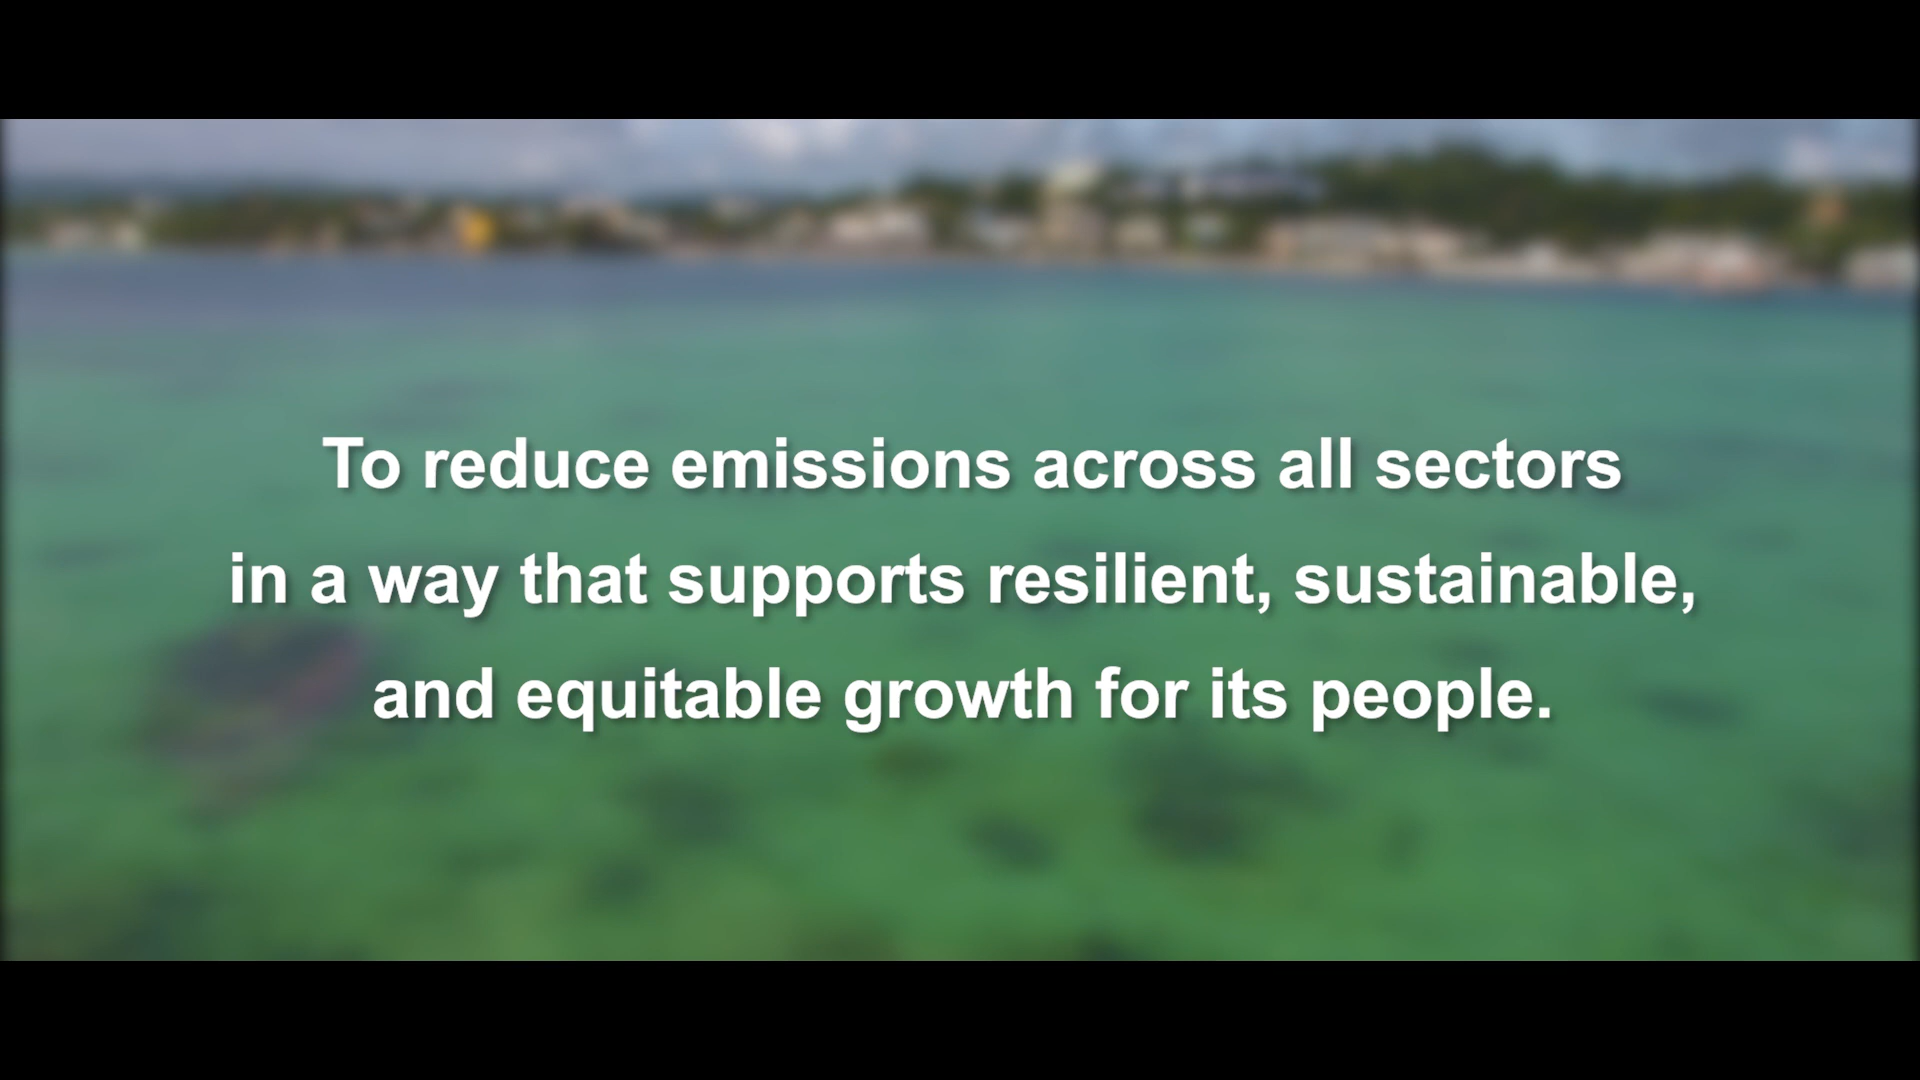 To reduce emissions across all sectors
in a way that supports resilient, sustainable,
and equitable growth for its people.